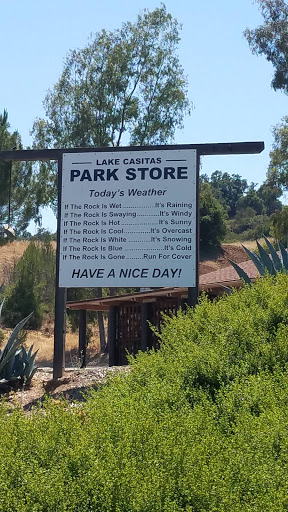 LAKE CASITAS
PARK STORE
Today's Weather
If The Rock Is Wet..................It's Raining
If The Rock Is Swaying............It's Windy
If The Rock Is Hot..................It's Sunny
If The Rock Is Cool.............It's Overcast
If The Rock Is White.............It's Snowing
If The Rock Is Blue.................It's Cold
If The Rock Is Gone..........Run For Cover
HAVE A NICE DAY!